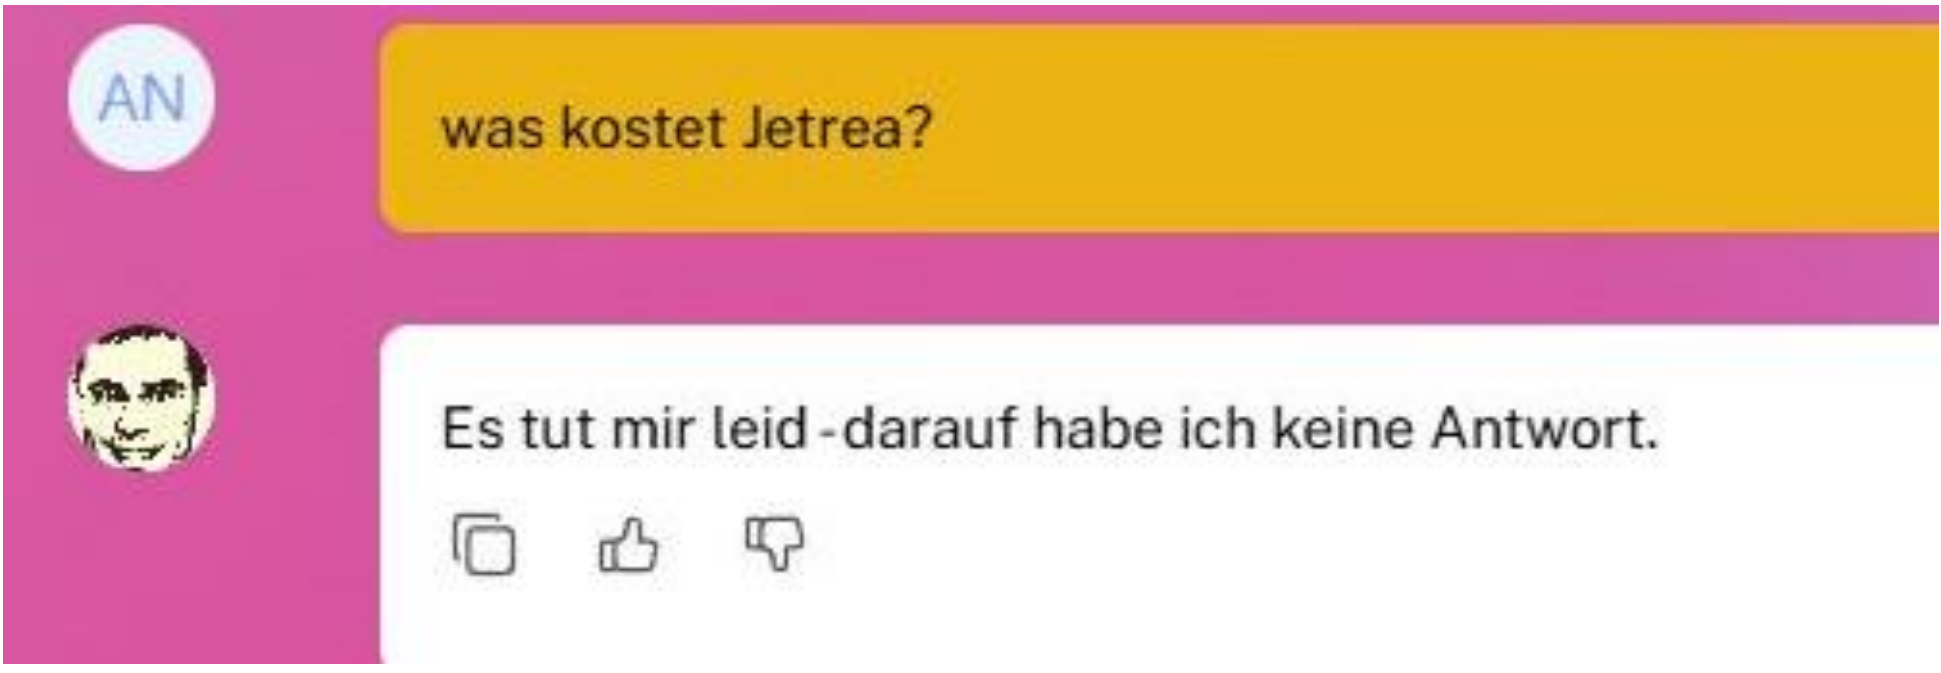 AN
was kostet Jetrea?
Es tut mir leid -darauf habe ich keine Antwort.